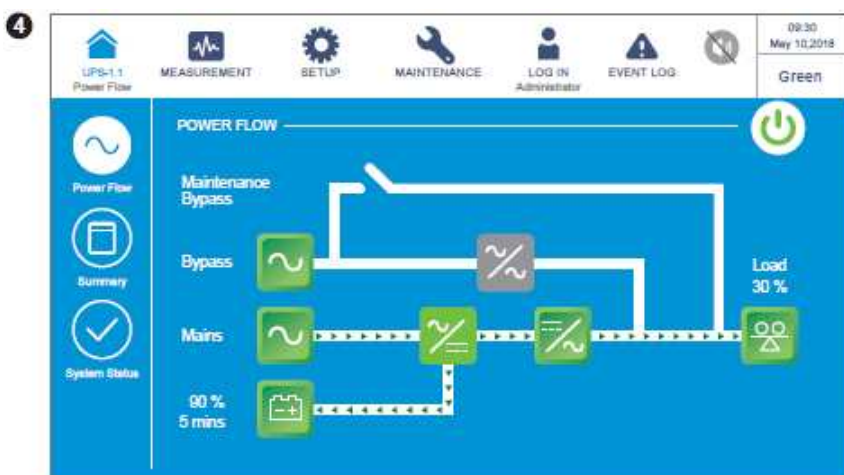 4
09:30
May 10,2018
UPS-1.1
Power Flow
MEASUREMENT
SETUP
MAINTENANCE
LOG IN
Administrator
EVENT LOG
Green
POWER FLOW
Power Flow
Maintenance
Bypass
Bypass
Summary
Load
30 %
Mains
System Status
90 %
5 mins